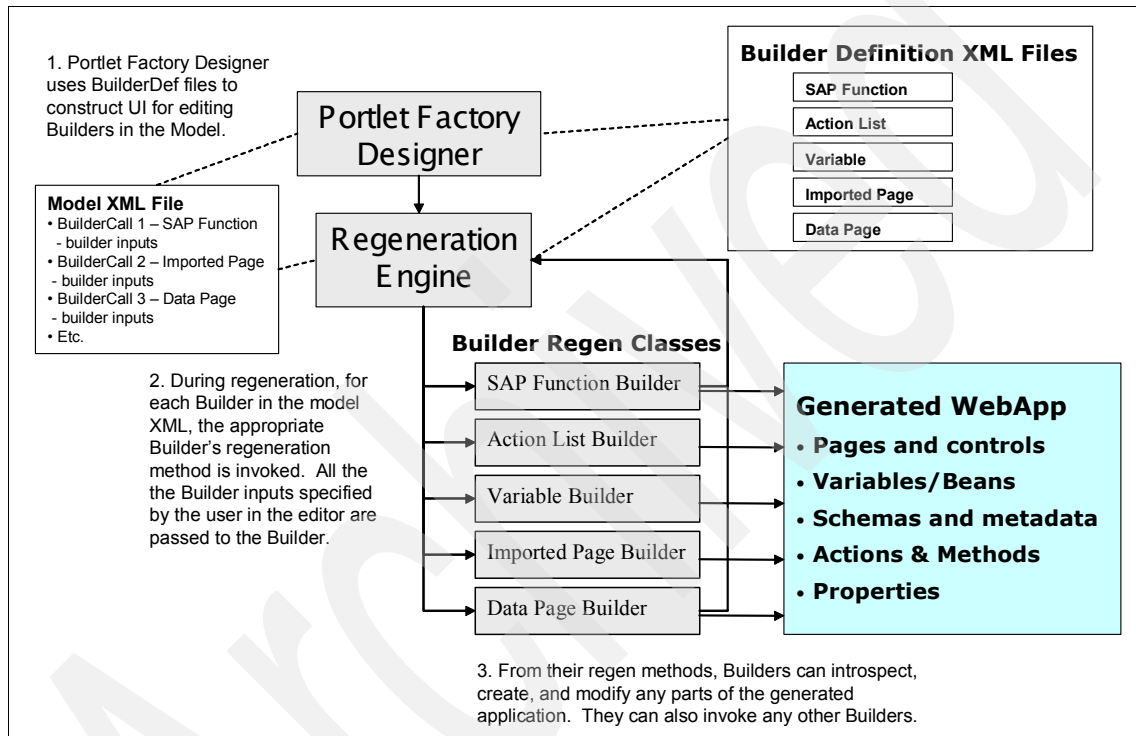 1. Portlet Factory Designer
uses BuilderDef files to
construct UI for editing
Builders in the Model.
Portlet Factory
Designer
Builder Definition XML Files
SAP Function
Action List
Variable
Imported Page
Data Page
Model XML File
• BuilderCall 1 – SAP Function
- builder inputs
• BuilderCall 2 – Imported Page
- builder inputs
• BuilderCall 3 – Data Page
- builder inputs
• Etc.
Regeneration
Engine
2. During regeneration, for
each Builder in the model
XML, the appropriate
Builder's regeneration
method is invoked. All the
the Builder inputs specified
by the user in the editor are
passed to the Builder.
Builder Regen Classes
SAP Function Builder
Action List Builder
Variable Builder
Imported Page Builder
Data Page Builder
Generated WebApp
• Pages and controls
• Variables/Beans
• Schemas and metadata
• Actions & Methods
• Properties
3. From their regen methods, Builders can introspect,
create, and modify any parts of the generated
application. They can also invoke any other Builders.
Archived